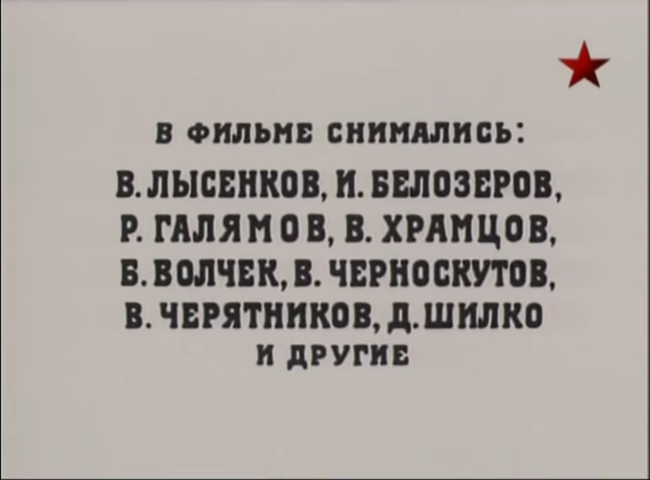 В ФИЛЬМЕ СНИМАЛИСЬ:
В. ЛЫСЕНКОВ, И. БЕЛОЗЕРОВ,
Р. ГАЛЯМОВ, В. ХРАМЦОВ,
Б. ВОЛЧЕК, В. ЧЕРНОСКУТОВ,
В. ЧЕРЯТНИКОВ, Д. ШИЛКО
И ДРУГИЕ